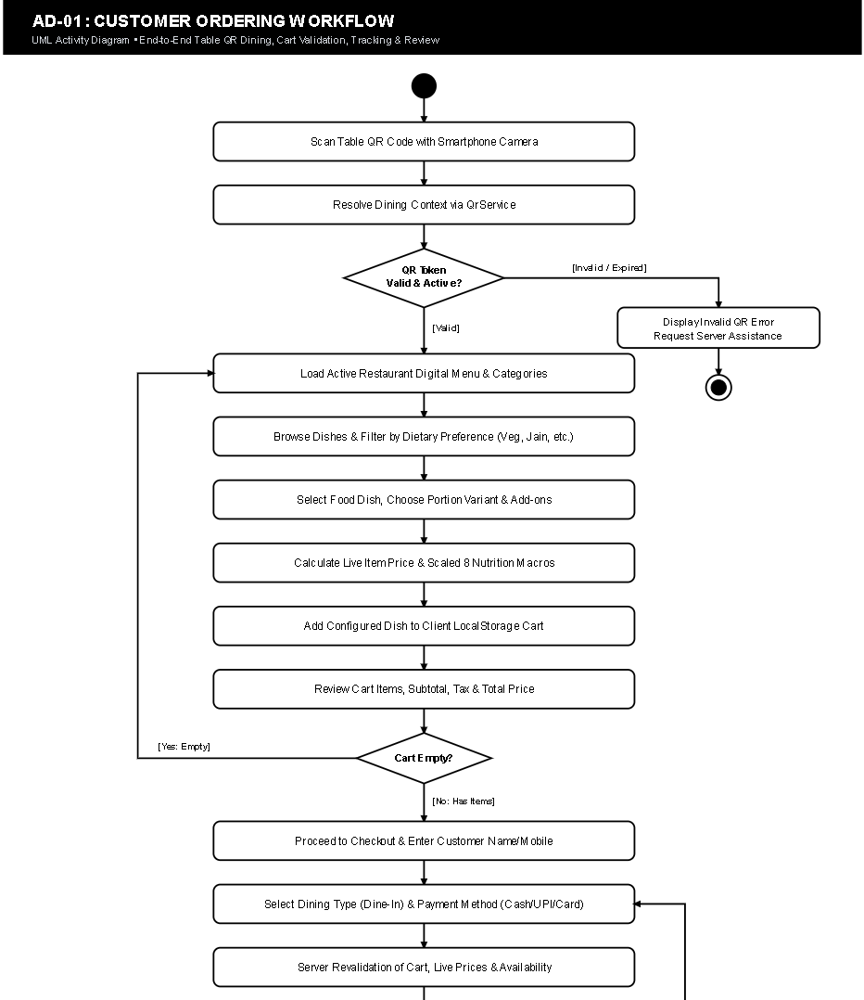 AD-01: CUSTOMER ORDERING WORKFLOW
UML Activity Diagram • End-to-End Table QR Dining, Cart Validation, Tracking & Review
Scan Table QR Code with Smartphone Camera
Resolve Dining Context via QrService
QR Token
Valid & Active?
[Invalid / Expired]
Display Invalid QR Error
Request Server Assistance
[Valid]
Load Active Restaurant Digital Menu & Categories
Browse Dishes & Filter by Dietary Preference (Veg, Jain, etc.)
Select Food Dish, Choose Portion Variant & Add-ons
Calculate Live Item Price & Scaled 8 Nutrition Macros
Add Configured Dish to Client LocalStorage Cart
Review Cart Items, Subtotal, Tax & Total Price
[Yes: Empty]
Cart Empty?
[No: Has Items]
Proceed to Checkout & Enter Customer Name/Mobile
Select Dining Type (Dine-In) & Payment Method (Cash/UPI/Card)
Server Revalidation of Cart, Live Prices & Availability